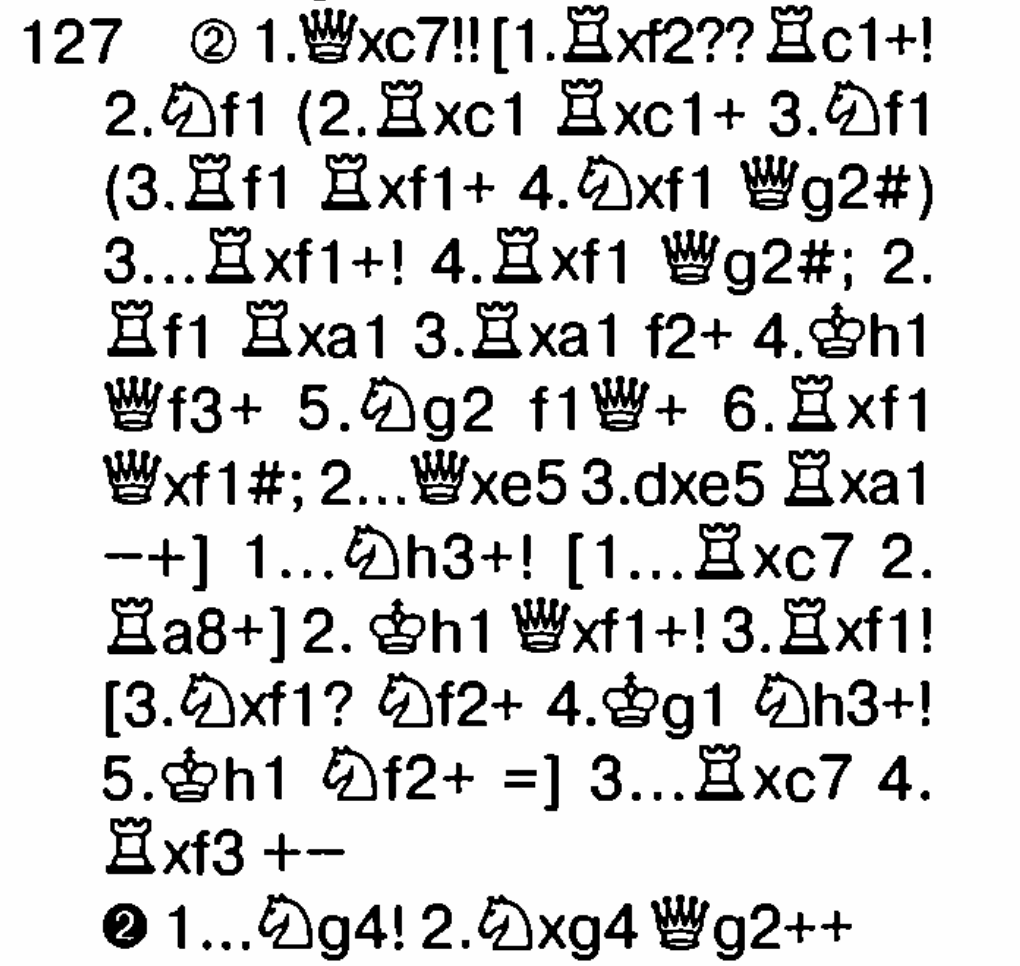 127 ② 1.♕xc7!! [1.♖xf2?? ♖c1+!
2.♘f1 (2.♖xc1 ♖xc1+ 3.♘f1
(3.♖f1 ♖xf1+ 4.♘xf1 ♕g2#)
3...♖xf1+! 4.♖xf1 ♕g2#; 2.
♖f1 ♖xa1 3.♖xa1 f2+ 4.♔h1
♕f3+ 5.♘g2 f1♕+ 6.♖xf1
♕xf1#; 2...♕xe5 3.dxe5 ♖xa1
−+] 1...♘h3+! [1...♖xc7 2.
♖a8+] 2. ♔h1 ♕xf1+! 3.♖xf1!
[3.♘xf1? ♘f2+ 4.♔g1 ♘h3+!
5.♔h1 ♘f2+ =] 3...♖xc7 4.
♖xf3 +−
❷ 1...♘g4! 2.♘xg4 ♕g2++